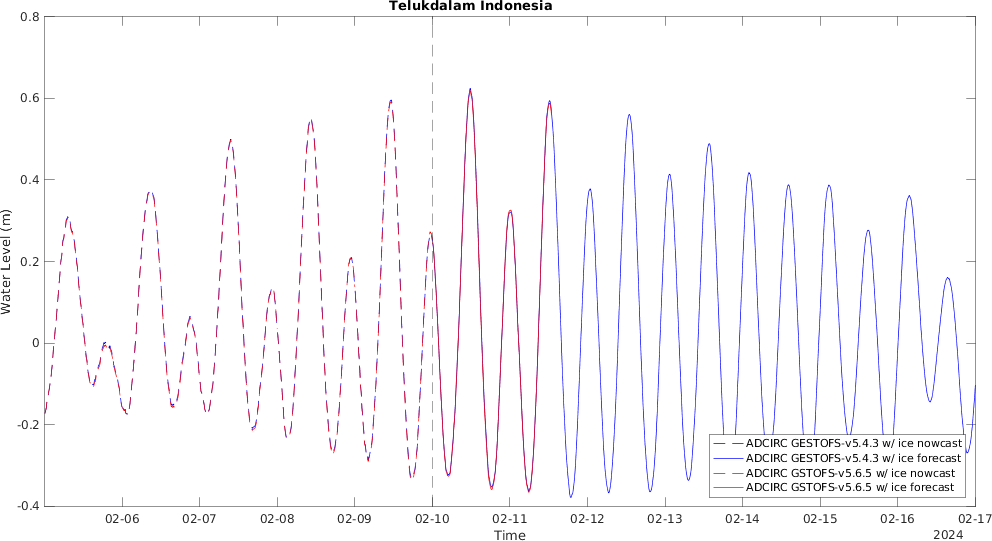 Telukdalam Indonesia
Water Level (m)
0.8
0.6
0.4
0.2
0
-0.2
-0.4
ADCIRC GESTOFS-v5.4.3 w/ ice nowcast
ADCIRC GESTOFS-v5.4.3 w/ ice forecast
ADCIRC GSTOFS-v5.6.5 w/ ice nowcast
ADCIRC GSTOFS-v5.6.5 w/ ice forecast
02-06 02-07 02-08 02-09 02-10 02-11 02-12 02-13 02-14 02-15 02-16 02-17
Time
2024